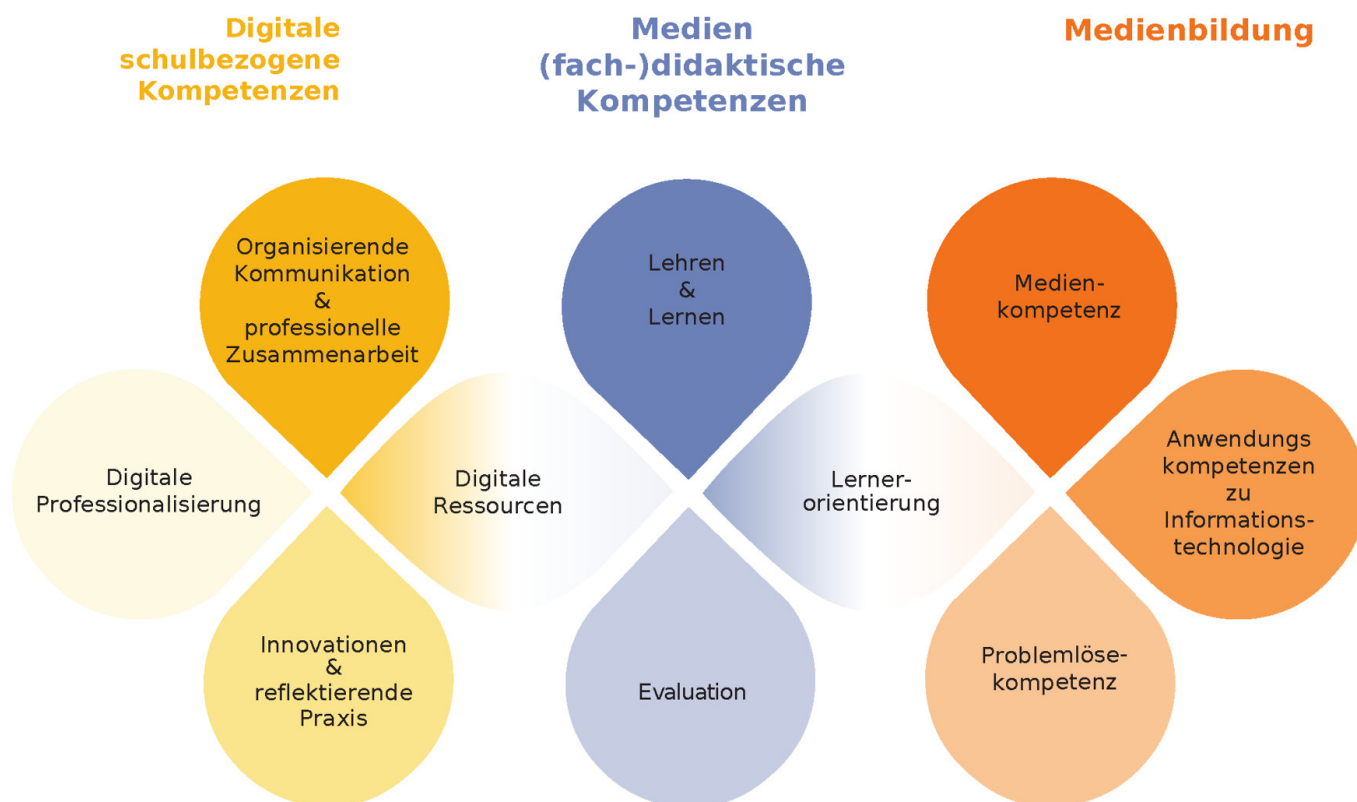 Digitale
schulbezogene
Kompetenzen
Medien
(fach-)didaktische
Kompetenzen
Medienbildung
Organisierende
Kommunikation
&
professionelle
Zusammenarbeit
Lehren
&
Lernen
Medien-
kompetenz
Digitale
Professionalisierung
Digitale
Ressourcen
Lerner-
orientierung
Anwendungs
kompetenzen
zu
Informations-
technologie
Innovationen
&
reflektierende
Praxis
Evaluation
Problemlöse-
kompetenz